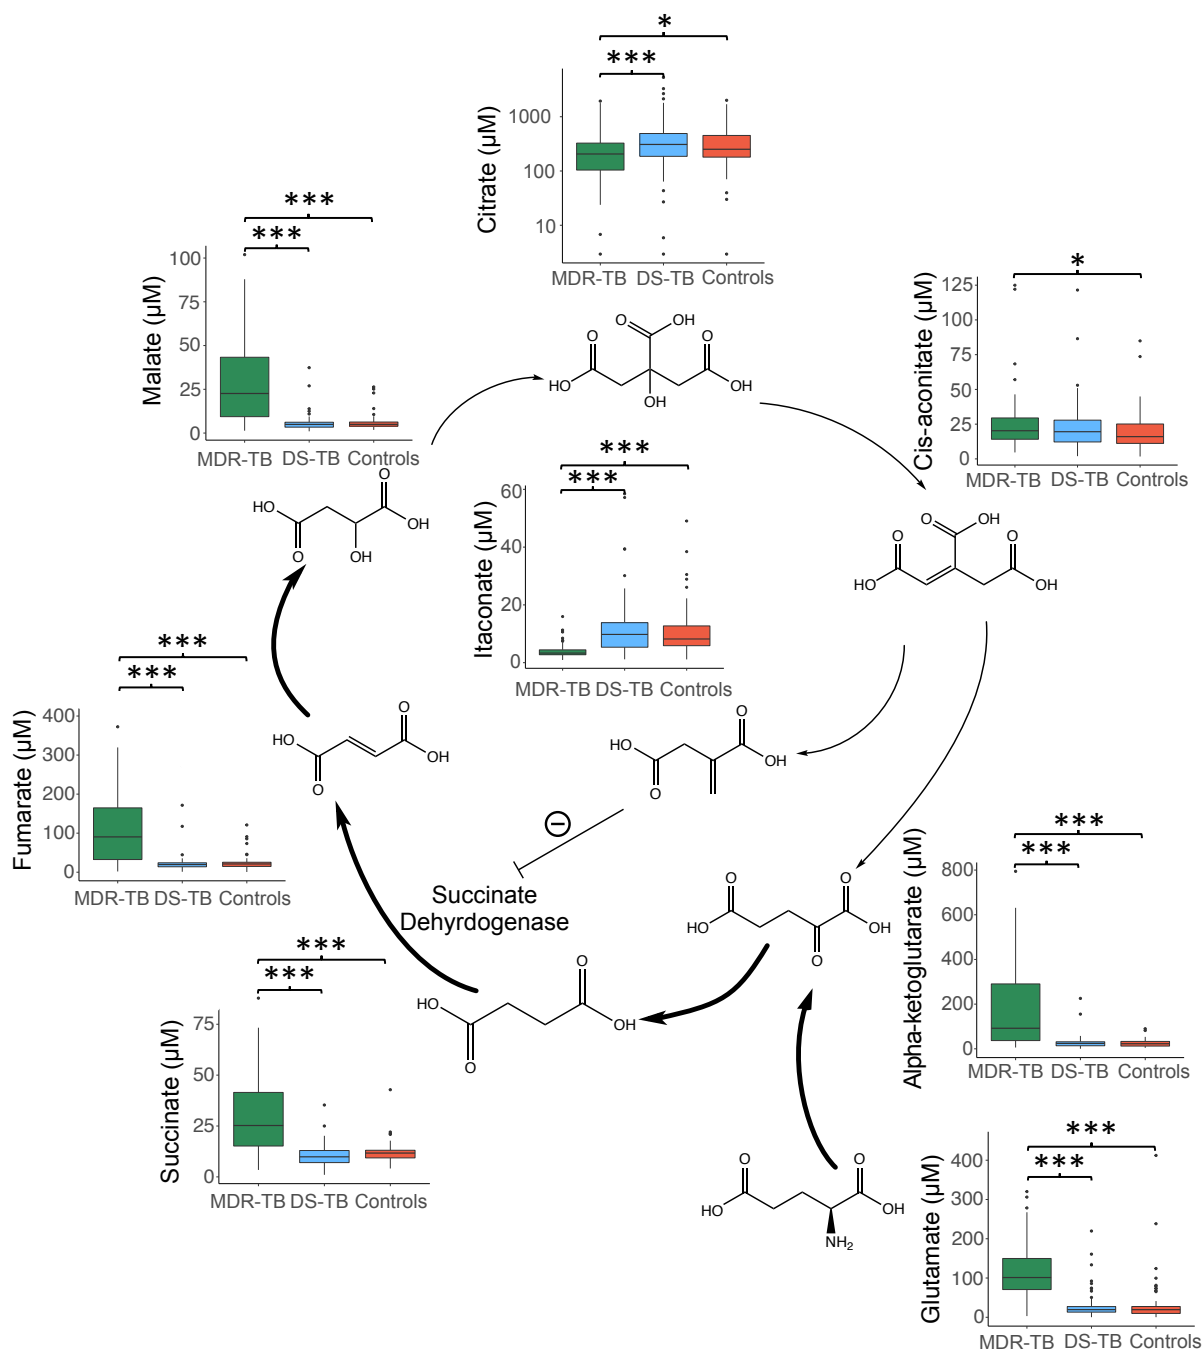 *
***
Citrate (µM)
1000
100
10
MDR-TB DS-TB Controls
***
***
Malate (µM)
100
75
50
25
0
MDR-TB DS-TB Controls
*
Cis-aconitate (µM)
125
100
75
50
25
0
MDR-TB DS-TB Controls
O
OH
O
O
HO
OH
OH
***
***
Itaconate (µM)
60
40
20
0
MDR-TB DS-TB Controls
O
HO
OH
O
OH
O
OH
O
O
HO
OH
***
***
Fumarate (µM)
400
300
200
100
0
MDR-TB DS-TB Controls
O
HO
OH
O
O
HO
OH
O
−
Succinate
Dehyrdogenase
***
***
Alpha-ketoglutarate (µM)
800
600
400
200
0
MDR-TB DS-TB Controls
O
O
HO
OH
O
***
***
Succinate (µM)
75
50
25
0
MDR-TB DS-TB Controls
O
HO
OH
O
O
O
HO
OH
NH₂
***
***
Glutamate (µM)
400
300
200
100
0
MDR-TB DS-TB Controls